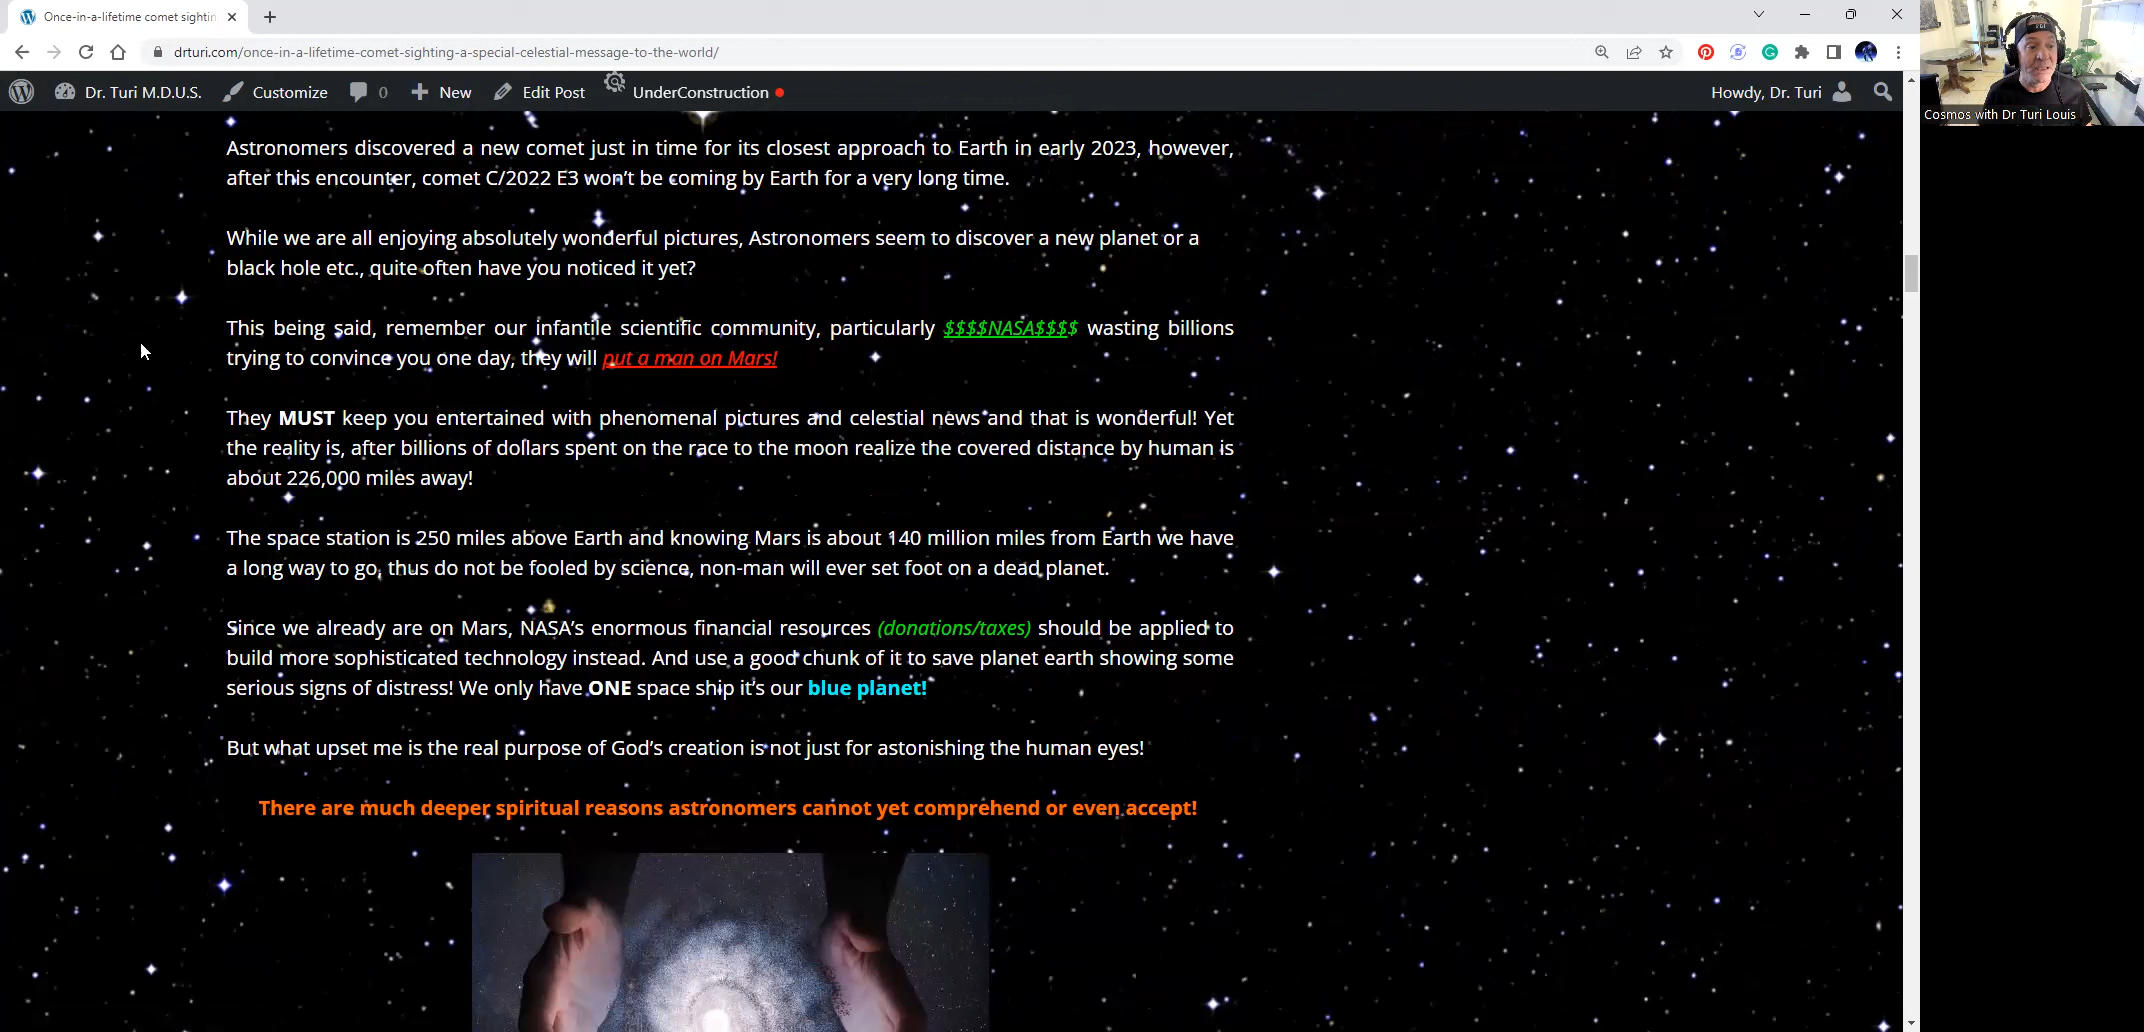 Once-in-a-lifetime comet sightin
drturi.com/once-in-a-lifetime-comet-sighting-a-special-celestial-message-to-the-world/
Dr. Turi M.D.U.S. Customize 0 New Edit Post UnderConstruction Howdy, Dr. Turi
Cosmos with Dr Turi Louis
Astronomers discovered a new comet just in time for its closest approach to Earth in early 2023, however,
after this encounter, comet C/2022 E3 won't be coming by Earth for a very long time.
While we are all enjoying absolutely wonderful pictures, Astronomers seem to discover a new planet or a
black hole etc., quite often have you noticed it yet?
This being said, remember our infantile scientific community, particularly $$$$NASA$$$$ wasting billions
trying to convince you one day, they will put a man on Mars!
They MUST keep you entertained with phenomenal pictures and celestial news and that is wonderful! Yet
the reality is, after billions of dollars spent on the race to the moon realize the covered distance by human is
about 226,000 miles away!
The space station is 250 miles above Earth and knowing Mars is about 140 million miles from Earth we have
a long way to go, thus do not be fooled by science, non-man will ever set foot on a dead planet.
Since we already are on Mars, NASA's enormous financial resources (donations/taxes) should be applied to
build more sophisticated technology instead. And use a good chunk of it to save planet earth showing some
serious signs of distress! We only have ONE space ship it's our blue planet!
But what upset me is the real purpose of God's creation is not just for astonishing the human eyes!
There are much deeper spiritual reasons astronomers cannot yet comprehend or even accept!